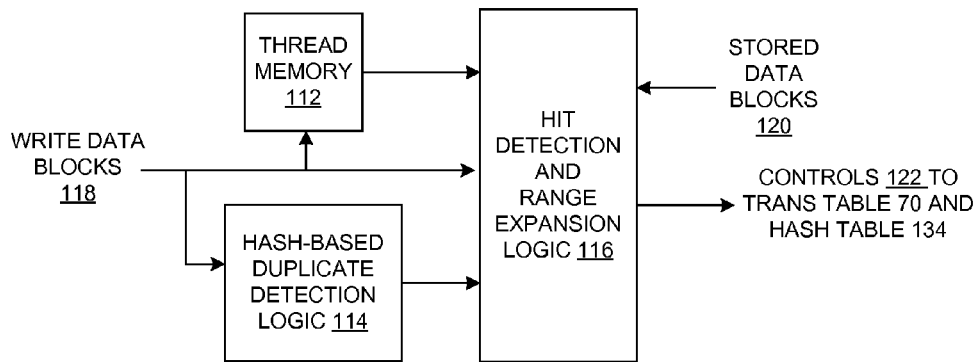 THREAD
MEMORY
112
WRITE DATA
BLOCKS
118
HASH-BASED
DUPLICATE
DETECTION
LOGIC 114
HIT
DETECTION
AND
RANGE
EXPANSION
LOGIC 116
STORED
DATA
BLOCKS
120
CONTROLS 122 TO
TRANS TABLE 70 AND
HASH TABLE 134